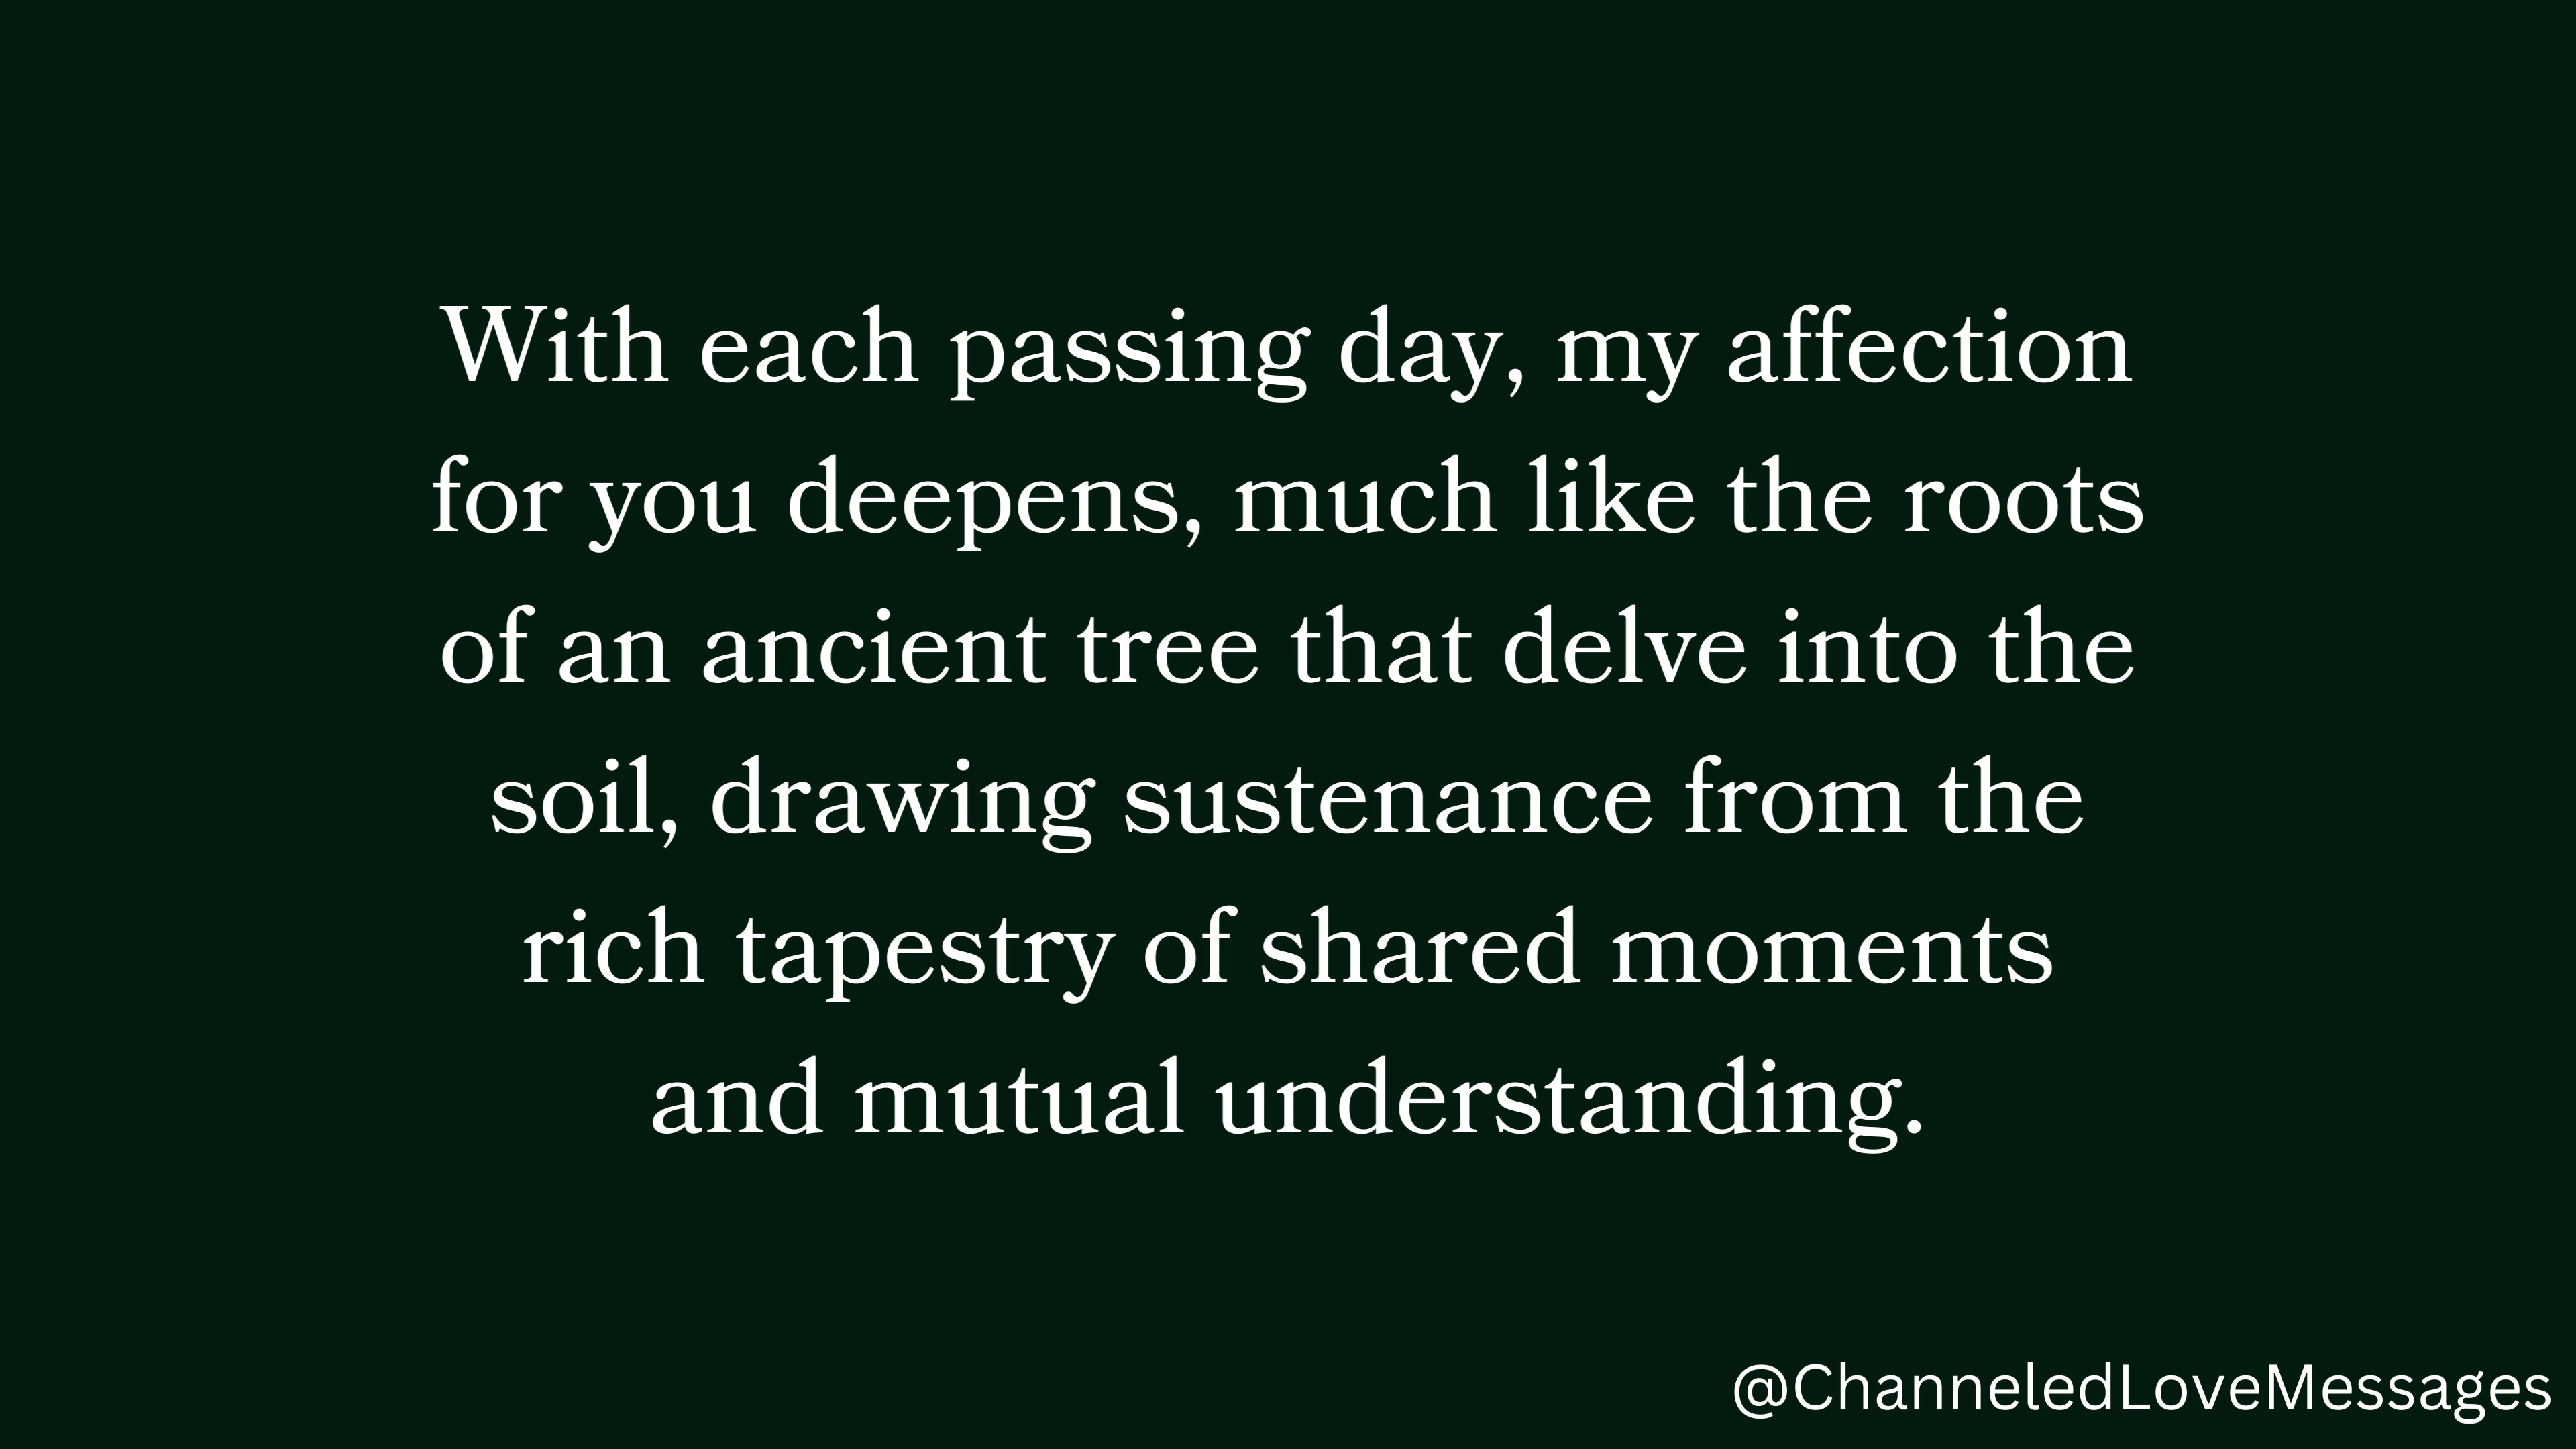 With each passing day, my affection
for you deepens, much like the roots
of an ancient tree that delve into the
soil, drawing sustenance from the
rich tapestry of shared moments
and mutual understanding.
@ChanneledLoveMessages